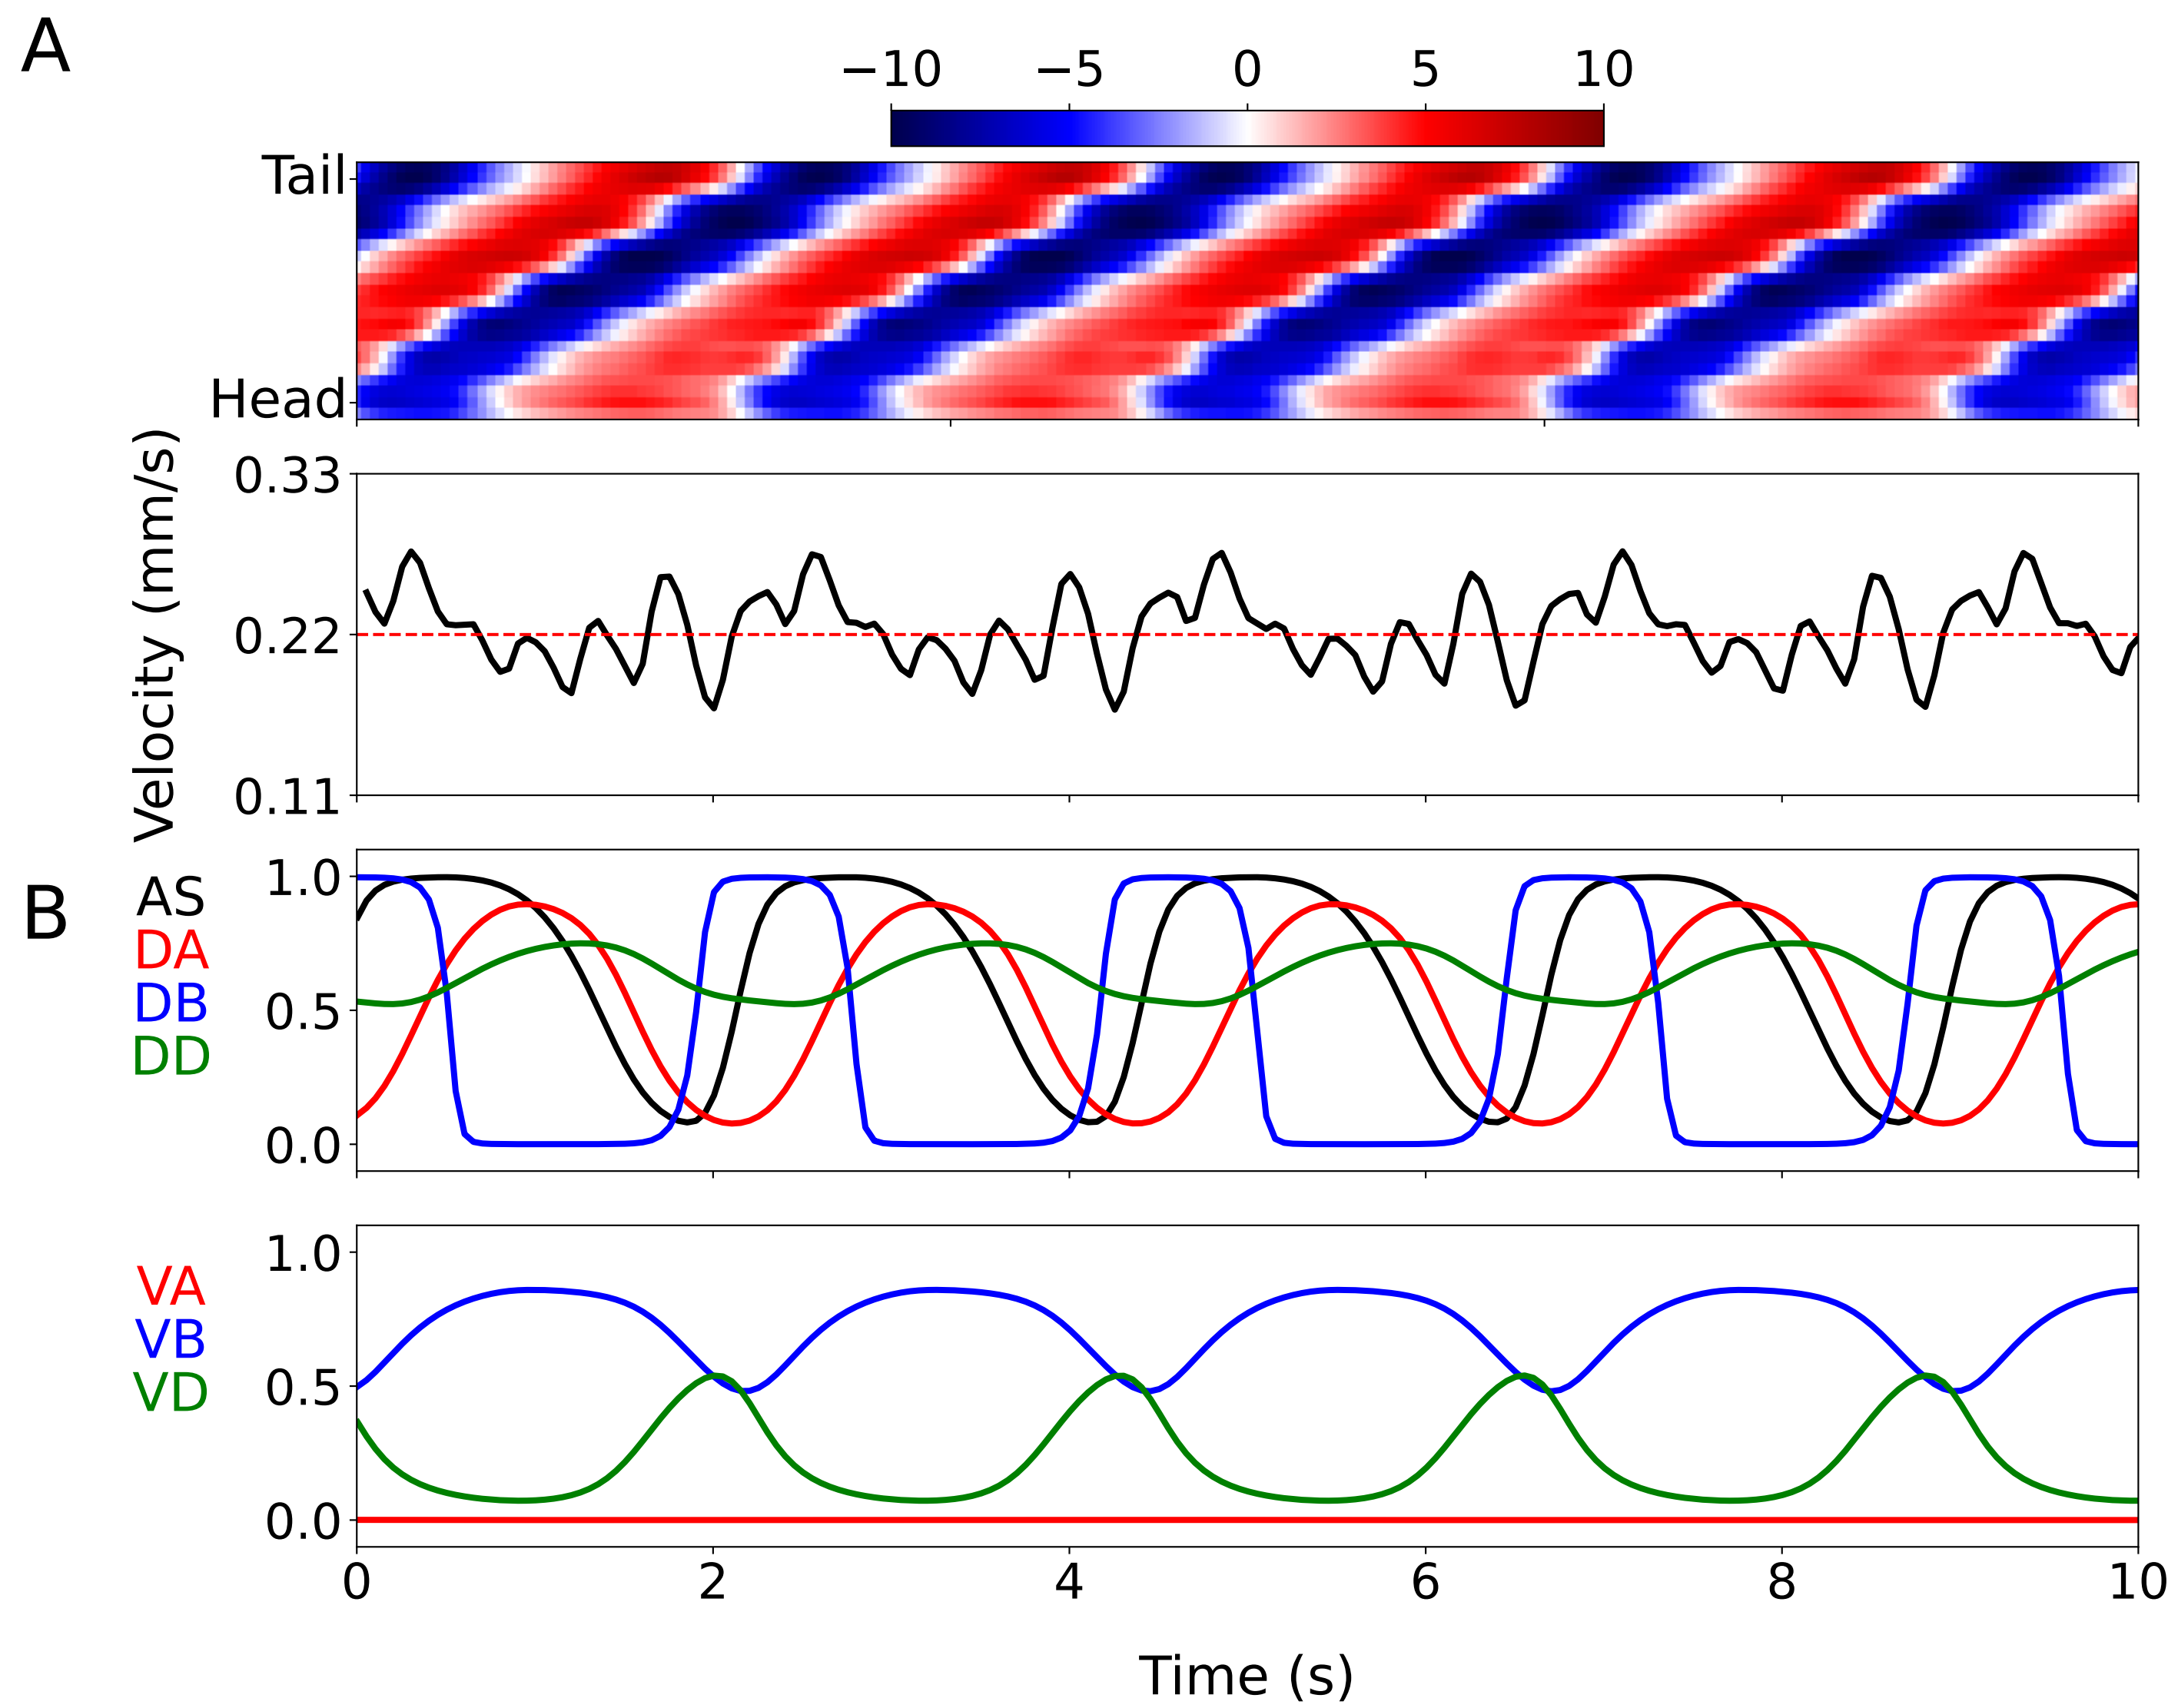 A
−10 −5 0 5 10
Tail
Head
Velocity (mm/s)
0.33
0.22
0.11
B
AS
DA
DB
DD
1.0
0.5
0.0
VA
VB
VD
1.0
0.5
0.0
0 2 4 6 8 10
Time (s)